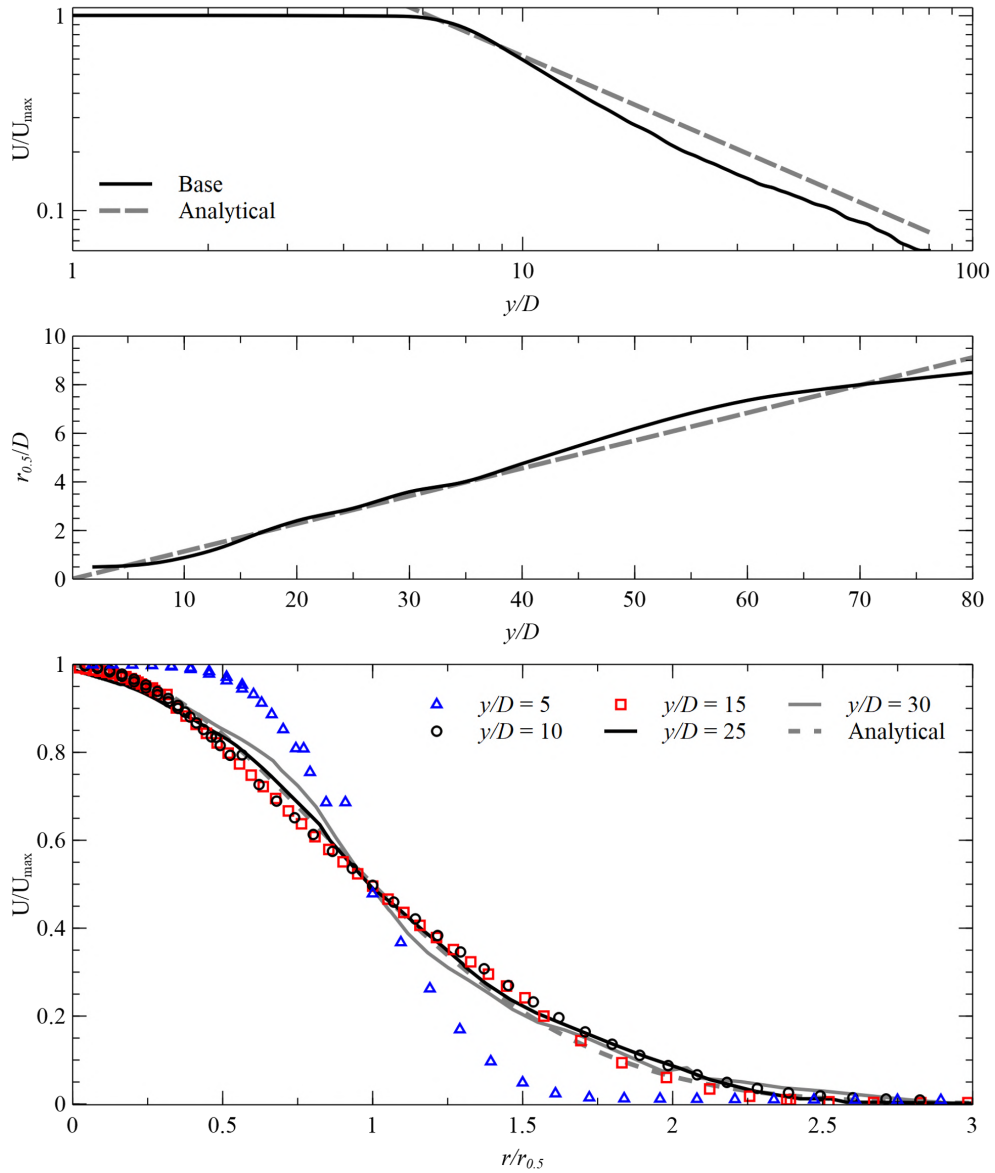 1
0.1
U/Umax
Base
Analytical
1 10 100
y/D
10
8
6
4
2
0
r0.5/D
10 20 30 40 50 60 70 80
y/D
1
0.8
0.6
0.4
0.2
0
U/Umax
y/D = 5 y/D = 15 y/D = 30
y/D = 10 y/D = 25 Analytical
0 0.5 1 1.5 2 2.5 3
r/r0.5